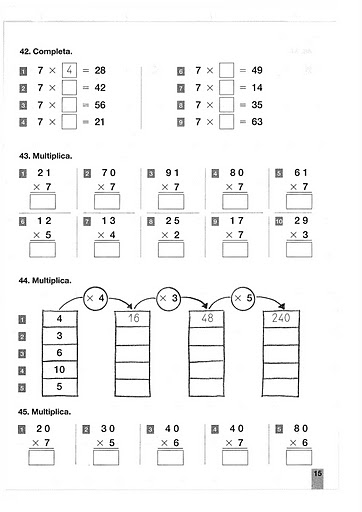 42. Completa.
1 7 × 4 = 28 6 7 × = 49
2 7 × = 42 7 7 × = 14
3 7 × = 56 8 7 × = 35
4 7 × = 21 9 7 × = 63
43. Multiplica.
1 21 2 70 3 91 4 80 5 61
× 7 × 7 × 7 × 7 × 7
6 12 7 13 8 25 9 17 10 29
× 5 × 4 × 2 × 7 × 3
44. Multiplica.
× 4 × 3 × 5
1 4 16 48 240
2 3
3 6
4 10
5 5
45. Multiplica.
1 20 2 30 3 40 4 40 5 80
× 7 × 5 × 6 × 7 × 6
15